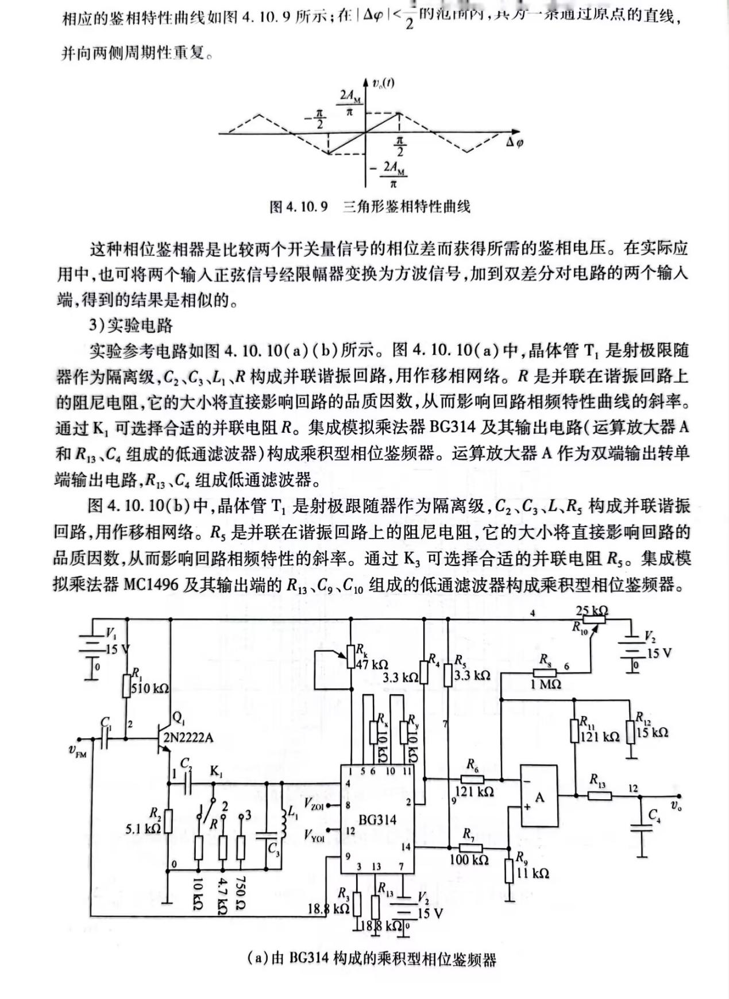 相应的鉴相特性曲线如图 4.10.9 所示;在|Δφ|<π/2的范围内,其为一条通过原点的直线,
并向两侧周期性重复。
v₀(t)
2A_M/π
-π/2
π/2
Δφ
-2A_M/π
图 4.10.9 三角形鉴相特性曲线
这种相位鉴相器是比较两个开关量信号的相位差而获得所需的鉴相电压。在实际应
用中,也可将两个输入正弦信号经限幅器变换为方波信号,加到双差分对电路的两个输入
端,得到的结果是相似的。
3)实验电路
实验参考电路如图 4.10.10(a)(b)所示。图 4.10.10(a)中,晶体管 T₁ 是射极限随
器作为隔离级,C₂、C₃、L₁、R 构成并联谐振回路,用作移相网络。R 是并联在谐振回路上
的阻尼电阻,它的大小将直接影响回路的品质因数,从而影响回路相频特性曲线的斜率。
通过 K₁ 可选择合适的并联电阻 R。集成模拟乘法器 BG314 及其输出电路(运算放大器 A
和 R₁₃、C₄ 组成的低通滤波器)构成乘积型相位鉴频器。运算放大器 A 作为双端输出转单
端输出电路,R₁₃、C₄ 组成低通滤波器。
图 4.10.10(b)中,晶体管 T₁ 是射极跟随器作为隔离级,C₂、C₃、L、R₅ 构成并联谐振
回路,用作移相网络。R₅ 是并联在谐振回路上的阻尼电阻,它的大小将直接影响回路的
品质因数,从而影响回路相频特性的斜率。通过 K₃ 可选择合适的并联电阻 R₅。集成模
拟乘法器 MC1496 及其输出端的 R₁₃、C₉、C₁₀ 组成的低通滤波器构成乘积型相位鉴频器。
V₁
15 V
0
R₁
510 kΩ
C₁
2
v_FM
Q₁
2N2222A
1
C₂
K₁
R₂
5.1 kΩ
0
R
2
3
10 kΩ
4.7 kΩ
750 Ω
C₃
L₁
R_k
47 kΩ
R_x
10 kΩ
R_y
10 kΩ
3.3 kΩ
R₄
R₅
3.3 kΩ
7
4
25 kΩ
R₁₀
V₂
15 V
0
R₈
6
1 MΩ
R₁₁
121 kΩ
R₁₂
15 kΩ
1 5 6 10 11
4
8
12
9
V_ZO1
V_YO1
BG314
2
14
3 13 7
R₆
121 kΩ
9
R₇
100 kΩ
R₉
11 kΩ
-
+
A
R₁₃
12
C₄
v₀
R₃
18.8 kΩ
R₁₃
18.8 kΩ
V₂
15 V
0
(a)由 BG314 构成的乘积型相位鉴频器